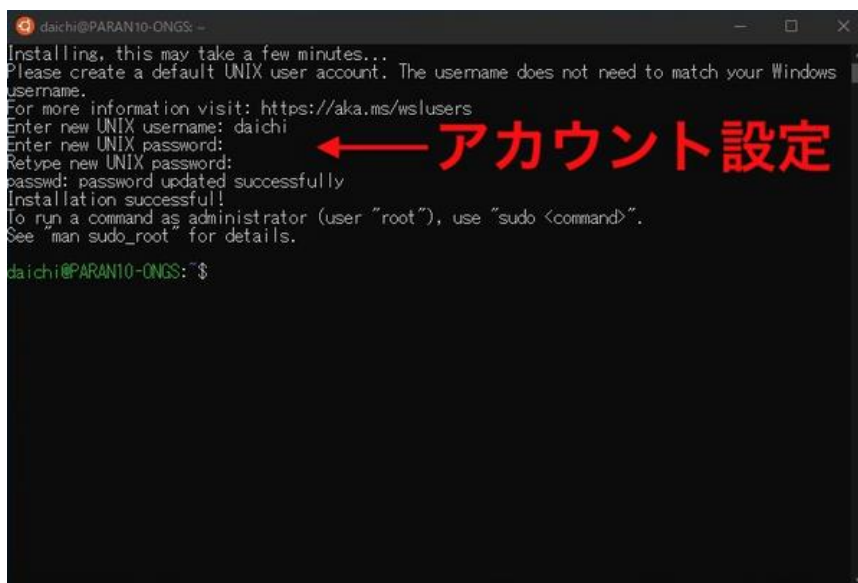 daichi@PARAN10-ONGS: ~
Installing, this may take a few minutes...
Please create a default UNIX user account. The username does not need to match your Windows
username.
For more information visit: https://aka.ms/wslusers
Enter new UNIX username: daichi
Enter new UNIX password:
アカウント設定
Retype new UNIX password:
passwd: password updated successfully
Installation successful!
To run a command as administrator (user "root"), use "sudo <command>".
See "man sudo_root" for details.
daichi@PARAN10-ONGS:~$